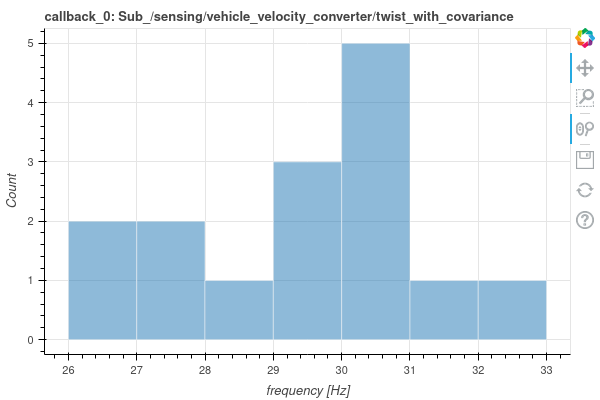 callback_0: Sub_/sensing/vehicle_velocity_converter/twist_with_covariance
5
4
3
2
1
0
Count
26 27 28 29 30 31 32 33
frequency [Hz]